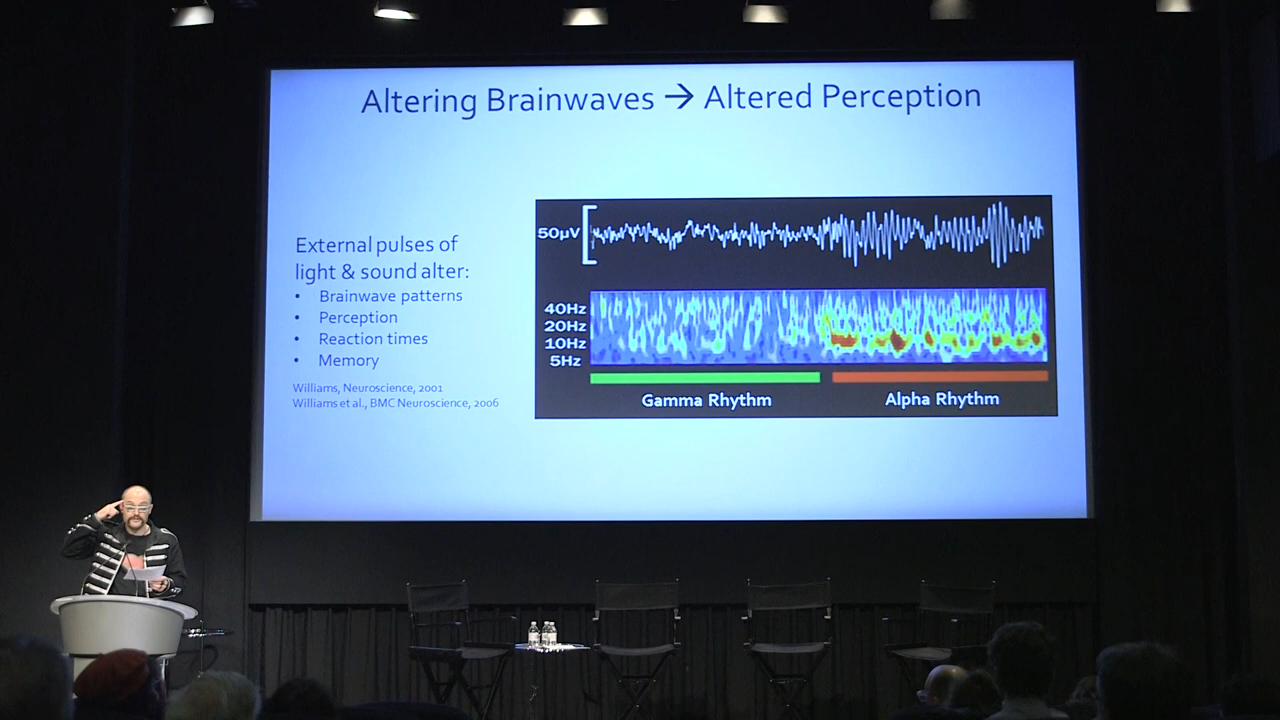 Altering Brainwaves → Altered Perception
External pulses of
light & sound alter:
• Brainwave patterns
• Perception
• Reaction times
• Memory
Williams, Neuroscience, 2001
Williams et al., BMC Neuroscience, 2006
50µV
40Hz
20Hz
10Hz
5Hz
Gamma Rhythm
Alpha Rhythm